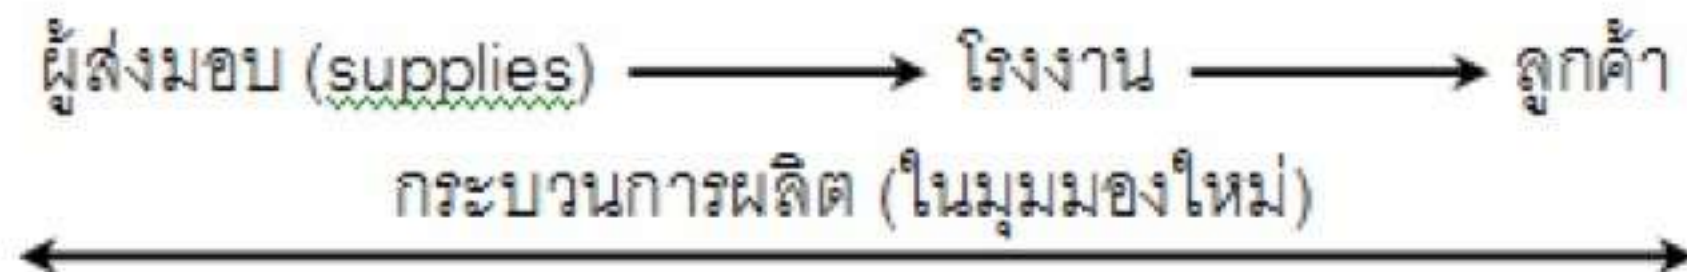 ผู้ส่งมอบ (supplies) โรงงาน ลูกค้า
กระบวนการผลิต (ในมุมมองใหม่)